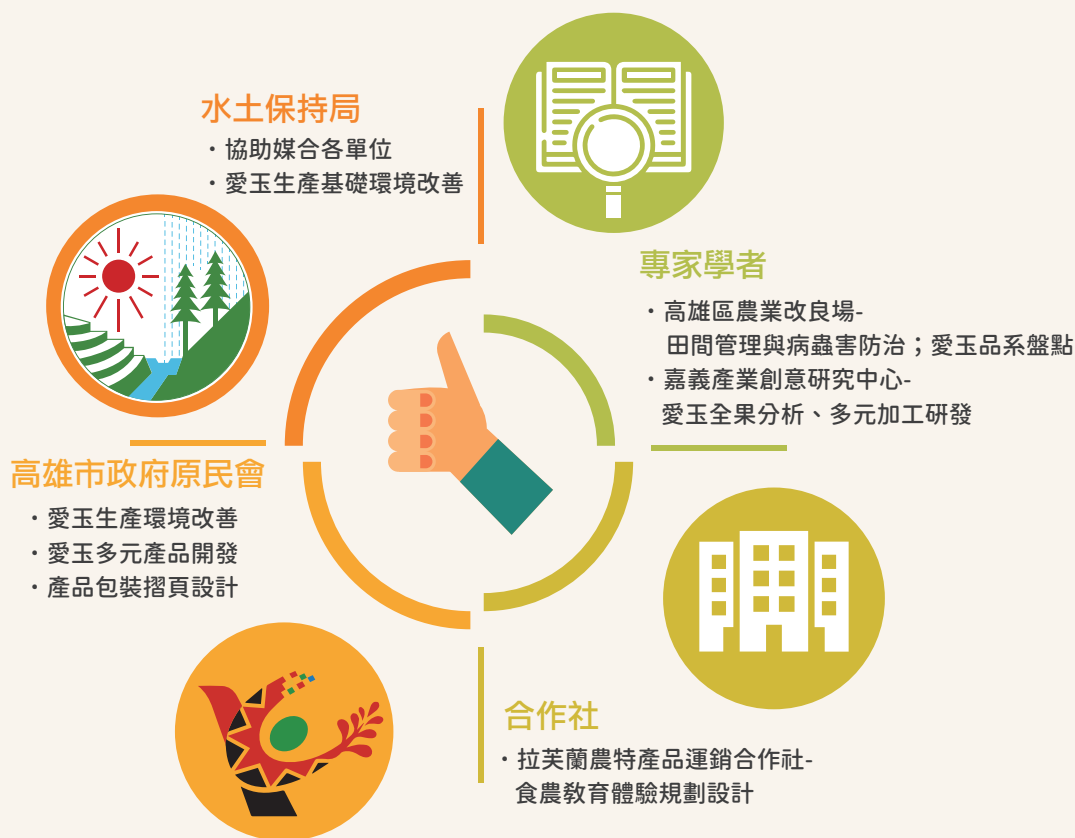 水土保持局
・協助媒合各單位
・愛玉生產基礎環境改善
專家學者
・高雄區農業改良場-
田間管理與病蟲害防治；愛玉品系盤點
・嘉義產業創意研究中心-
愛玉全果分析、多元加工研發
高雄市政府原民會
・愛玉生產環境改善
・愛玉多元產品開發
・產品包裝摺頁設計
合作社
・拉芙蘭農特產品運銷合作社-
食農教育體驗規劃設計